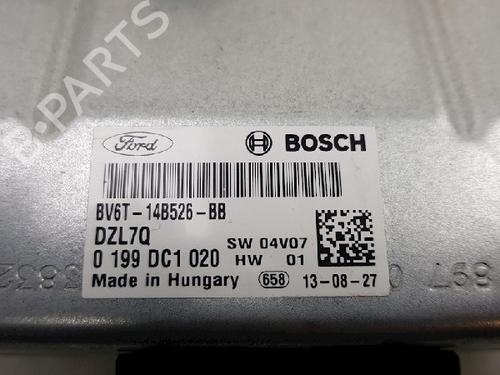 B-PARTS
Ford
BOSCH
BV6T-14B526-BB
DZL7Q
SW 04V07
0 199 DC1 020
HW 01
Made in Hungary
658
13-08-27